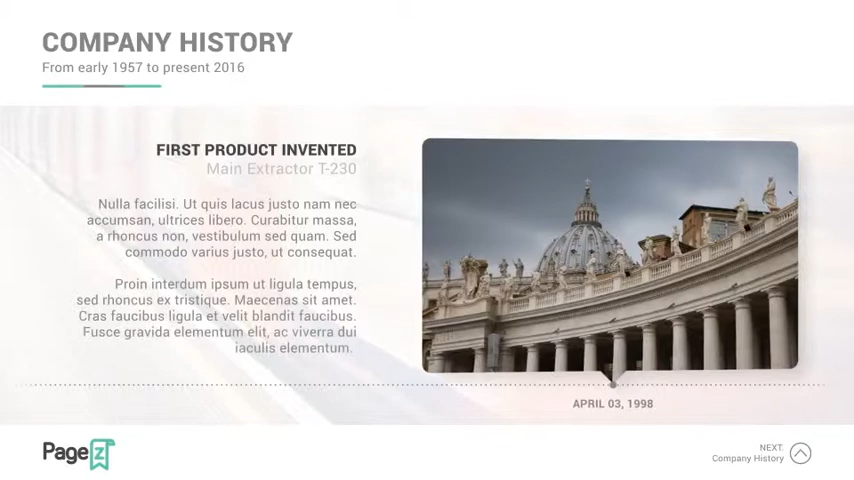 COMPANY HISTORY
From early 1957 to present 2016
FIRST PRODUCT INVENTED
Main Extractor T-230
Nulla facilisi. Ut quis lacus justo nam nec
accumsan, ultrices libero. Curabitur massa,
a rhoncus non, vestibulum sed quam. Sed
commodo varius justo, ut consequat.
Proin interdum ipsum ut ligula tempus,
sed rhoncus ex tristique. Maecenas sit amet.
Cras faucibus ligula et velit blandit faucibus.
Fusce gravida elementum elit, ac viverra dui
iaculis elementum.
APRIL 03, 1998
PageZ
NEXT:
Company History